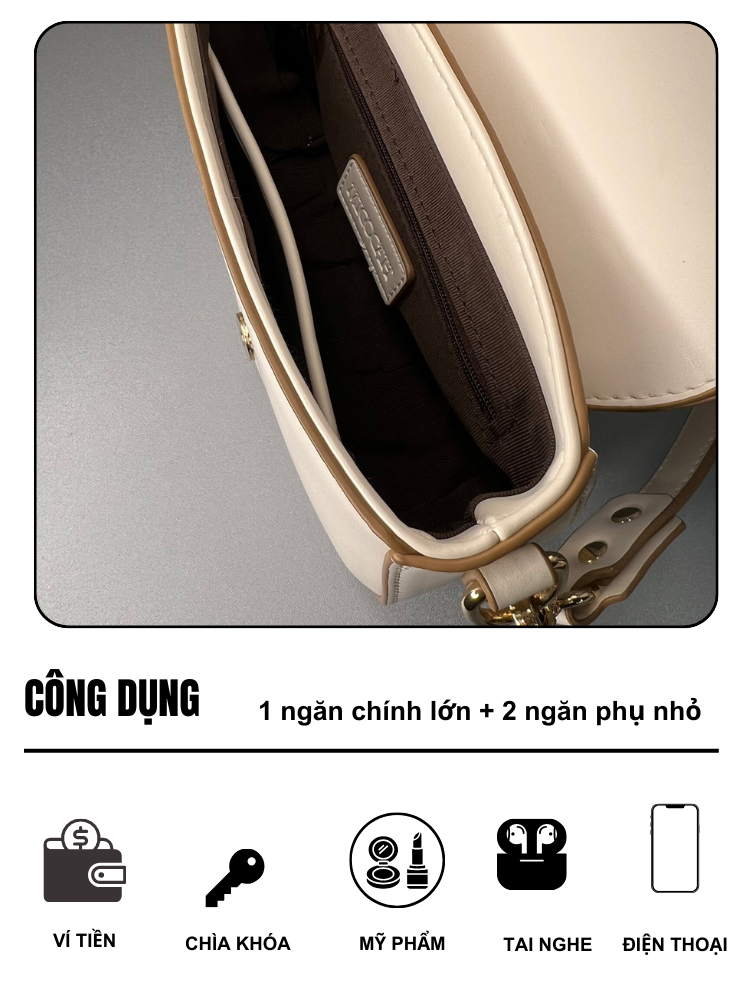 CÔNG DỤNG
1 ngăn chính lớn + 2 ngăn phụ nhỏ
VÍ TIỀN
CHÌA KHÓA
MỸ PHẨM
TAI NGHE
ĐIỆN THOẠI